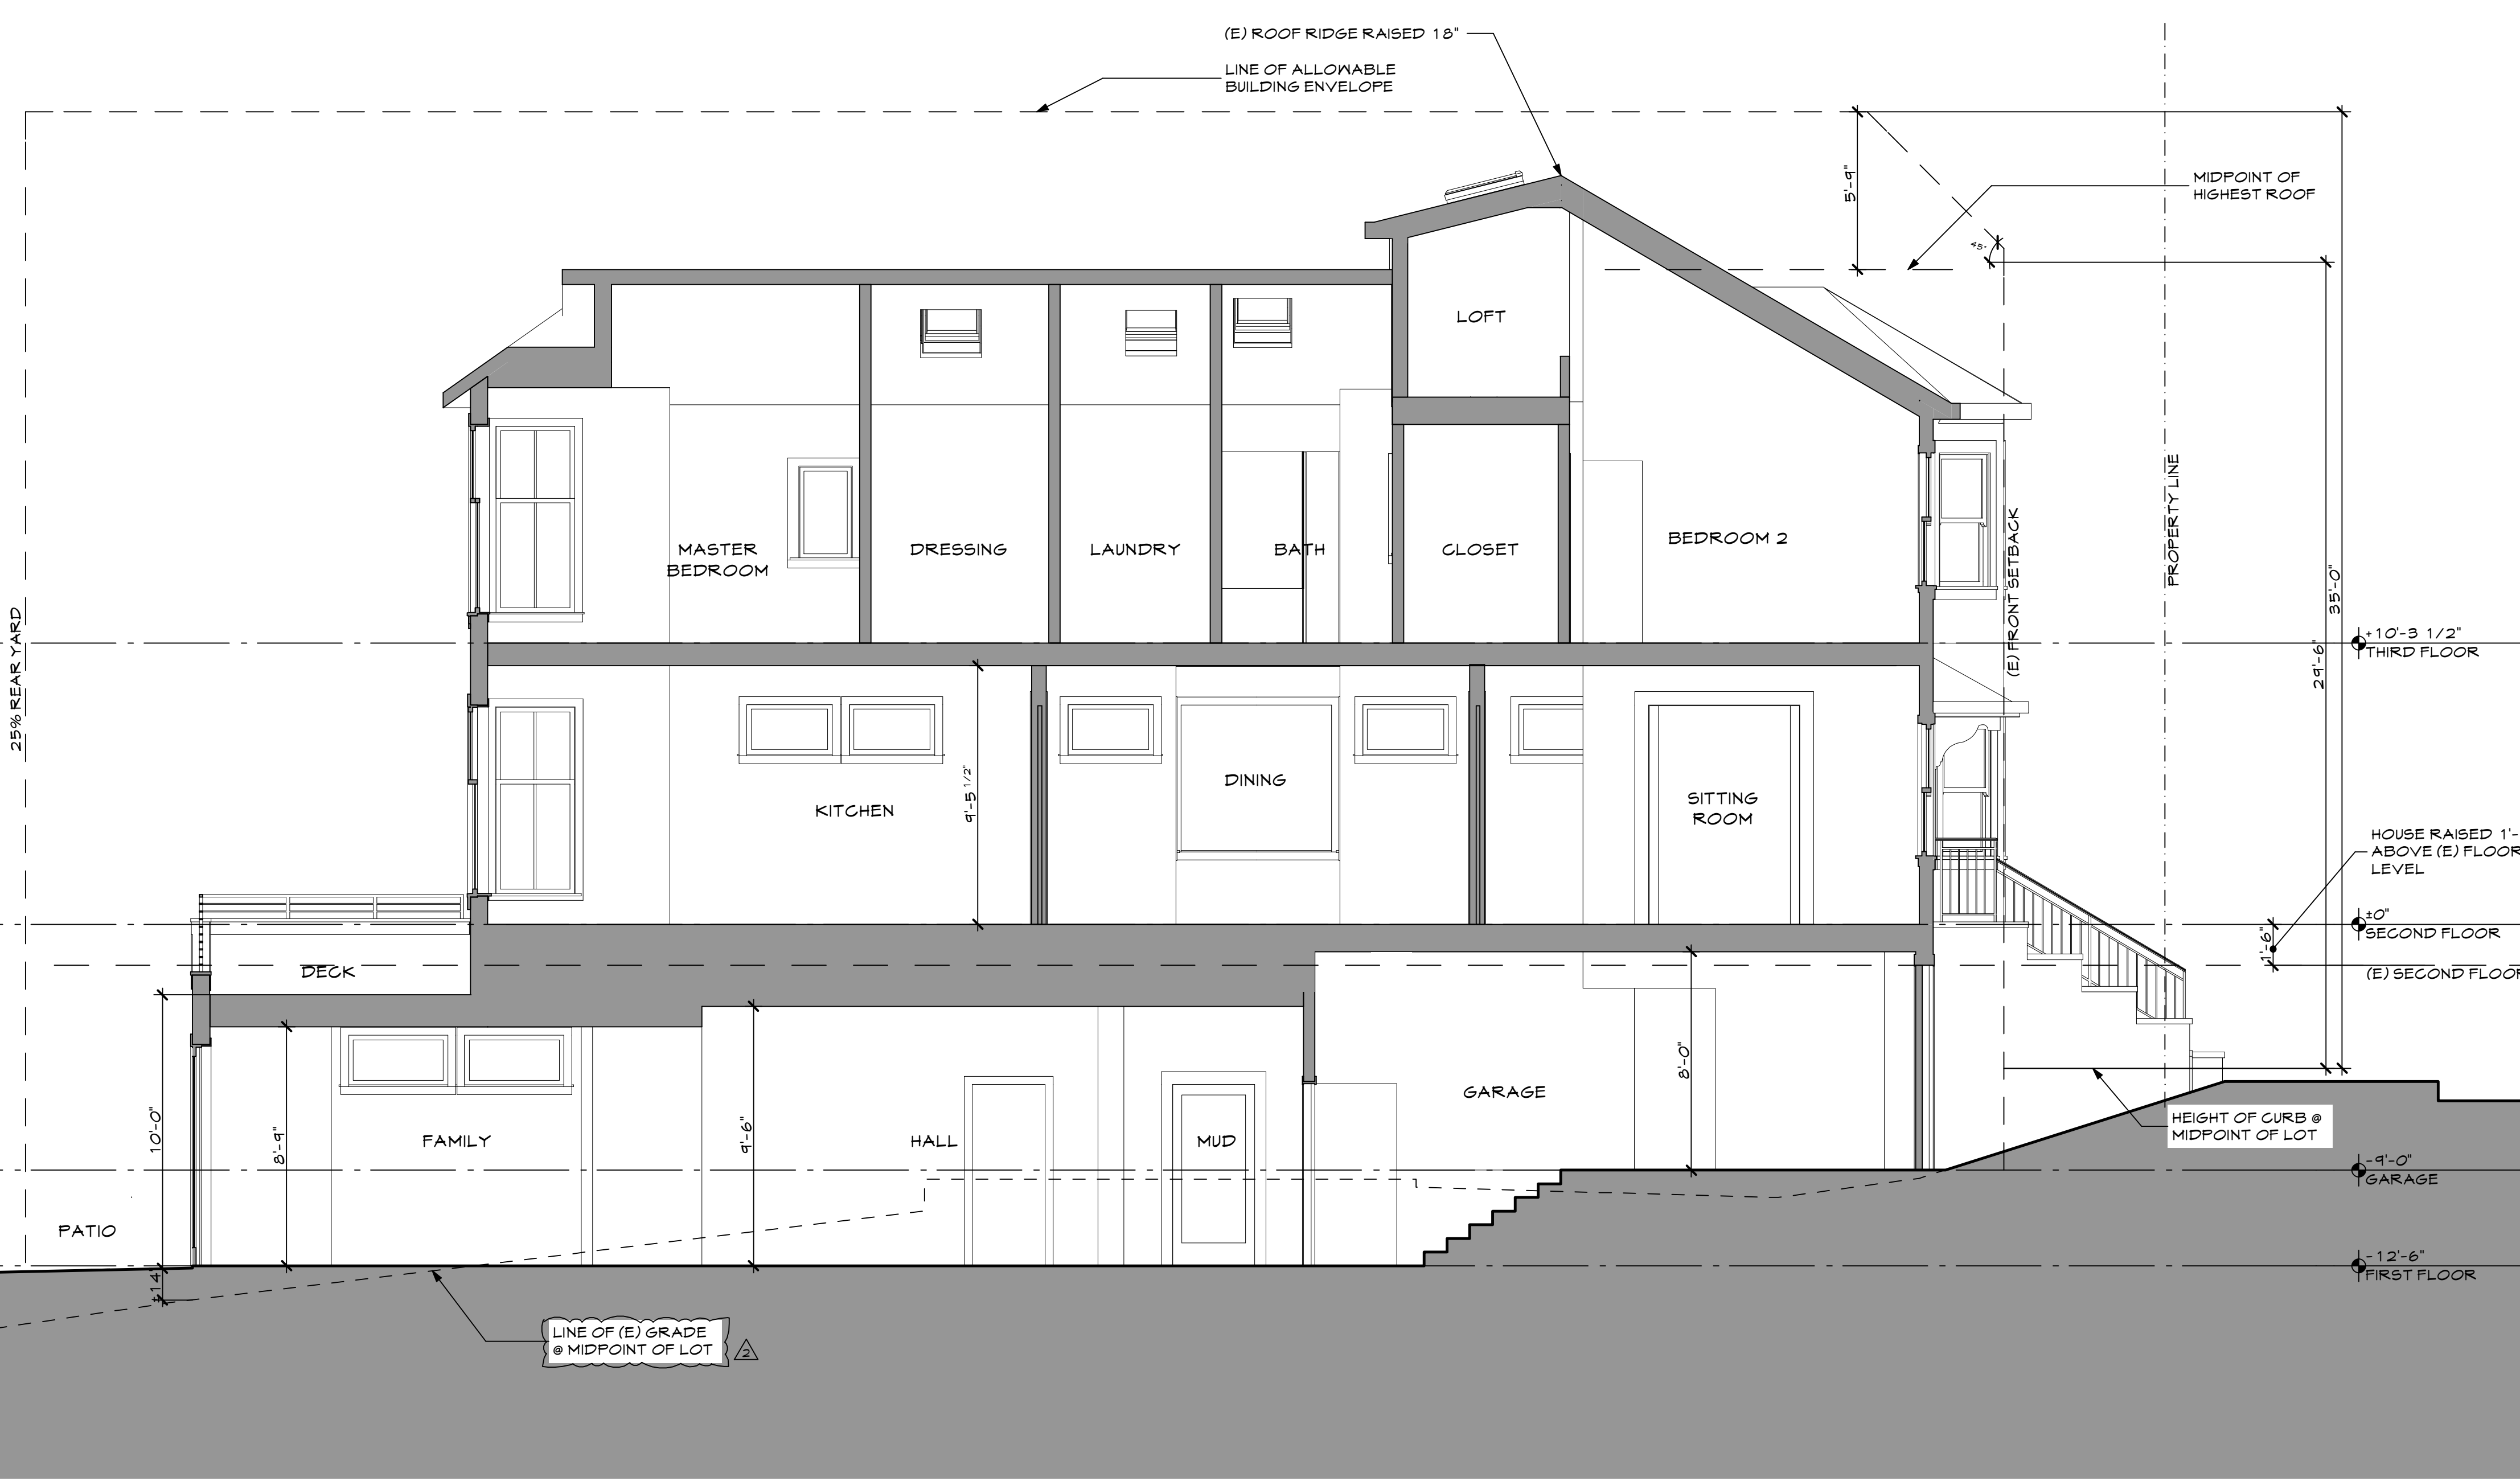 (E) ROOF RIDGE RAISED 18"
LINE OF ALLOWABLE
BUILDING ENVELOPE
5'-9"
MIDPOINT OF
HIGHEST ROOF
45°
LOFT
MASTER
BEDROOM
DRESSING
LAUNDRY
BATH
CLOSET
BEDROOM 2
(E) FRONT SETBACK
PROPERTY LINE
35'-0"
29'-6"
25% REAR YARD
+10'-3 1/2"
THIRD FLOOR
KITCHEN
9'-5 1/2"
DINING
SITTING
ROOM
HOUSE RAISED 1'-
ABOVE (E) FLOOR
LEVEL
±0"
SECOND FLOOR
1'-6"
(E) SECOND FLOOR
DECK
10'-0"
8'-9"
FAMILY
9'-6"
HALL
MUD
GARAGE
8'-0"
HEIGHT OF CURB @
MIDPOINT OF LOT
-9'-0"
GARAGE
PATIO
-12'-6"
FIRST FLOOR
LINE OF (E) GRADE
@ MIDPOINT OF LOT
2